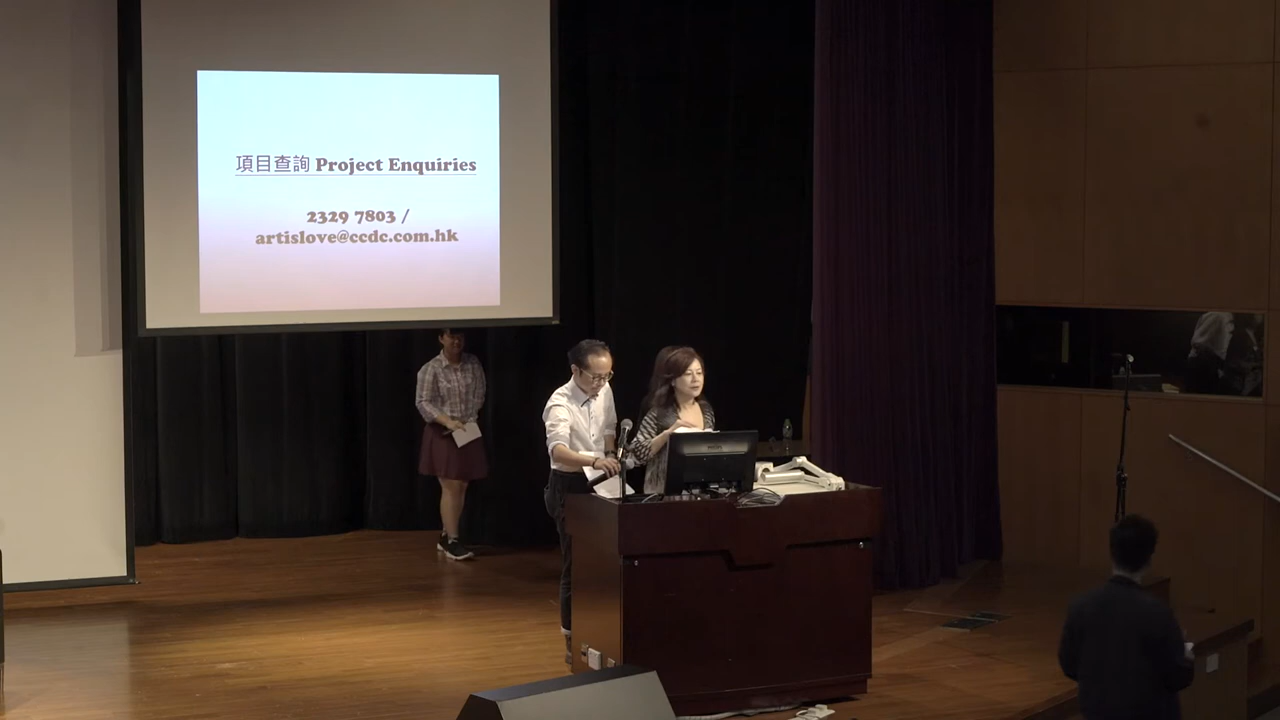 項目查詢 Project Enquiries
2329 7803 /
artislove@ccdc.com.hk